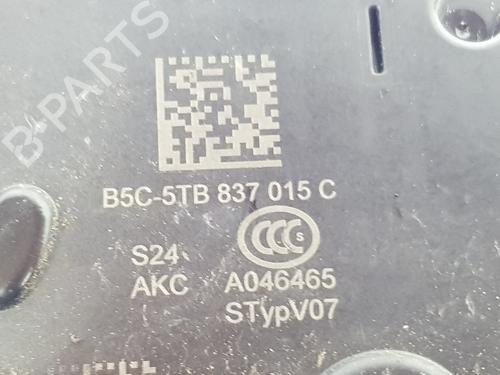 B-PARTS
B5C-5TB 837 015 C
CCC S
S24
AKC A046465
STypV07